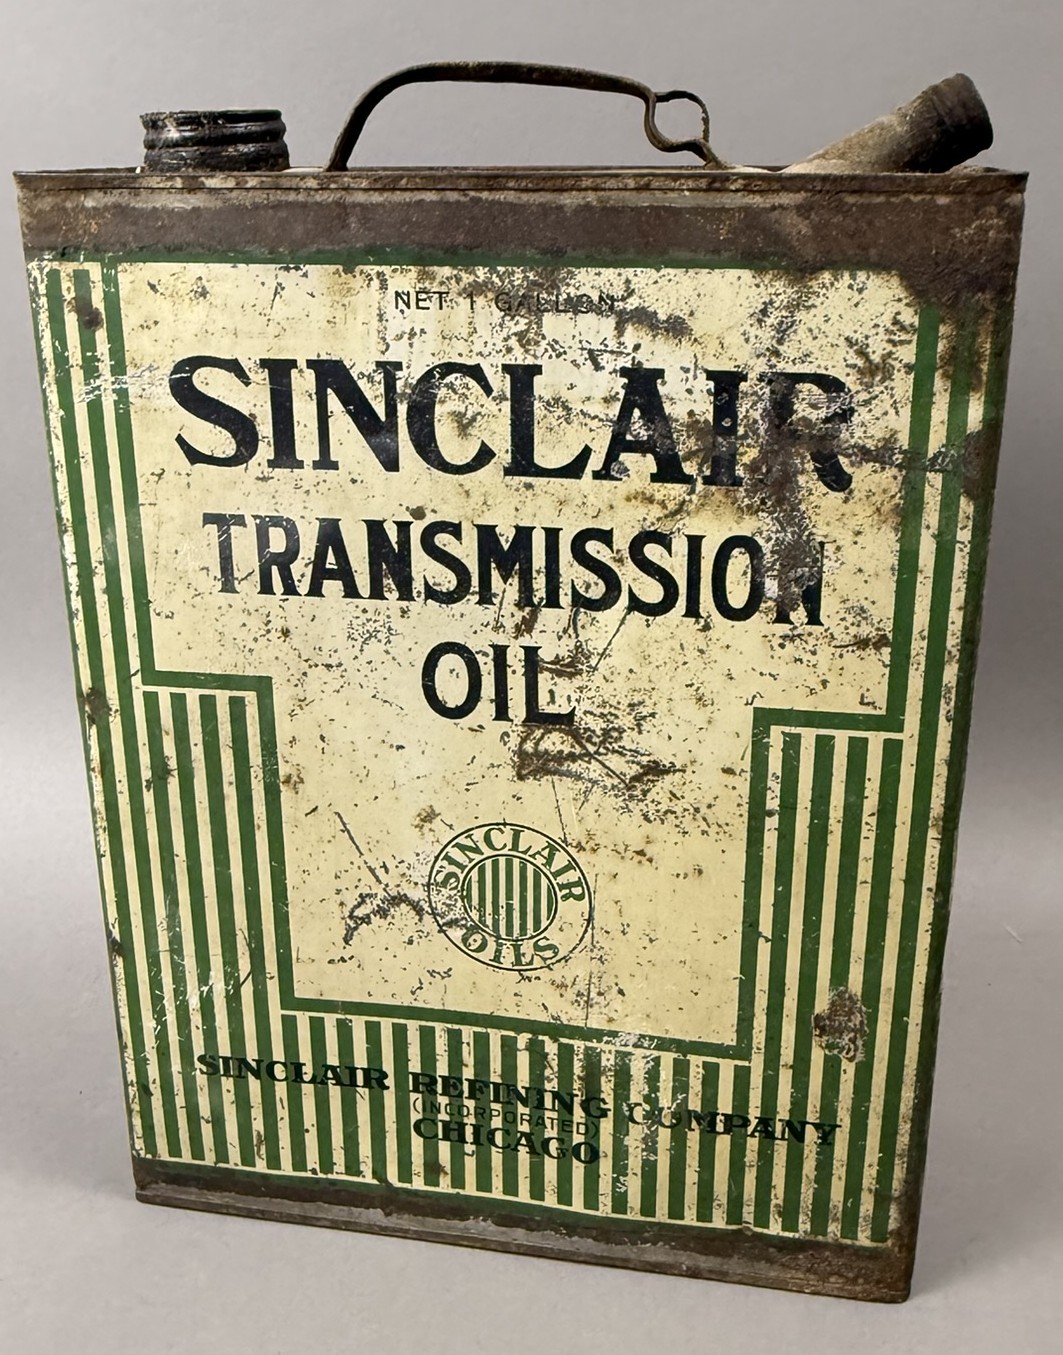 NET 1 GALLON
SINCLAIR
TRANSMISSION
OIL
SINCLAIR
OILS
SINCLAIR REFINING COMPANY
(INCORPORATED)
CHICAGO